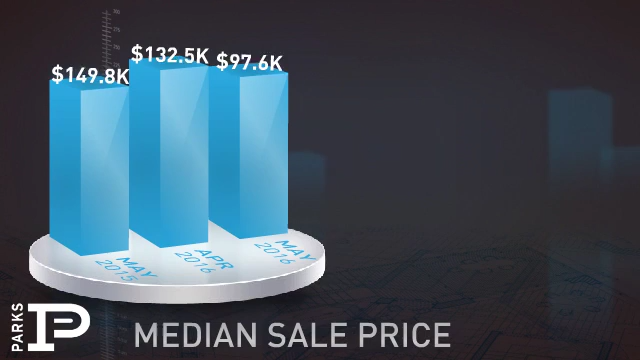 $149.8K
$132.5K
$97.6K
MAY
2015
APR
2016
MAY
2016
PARKS
P
MEDIAN SALE PRICE